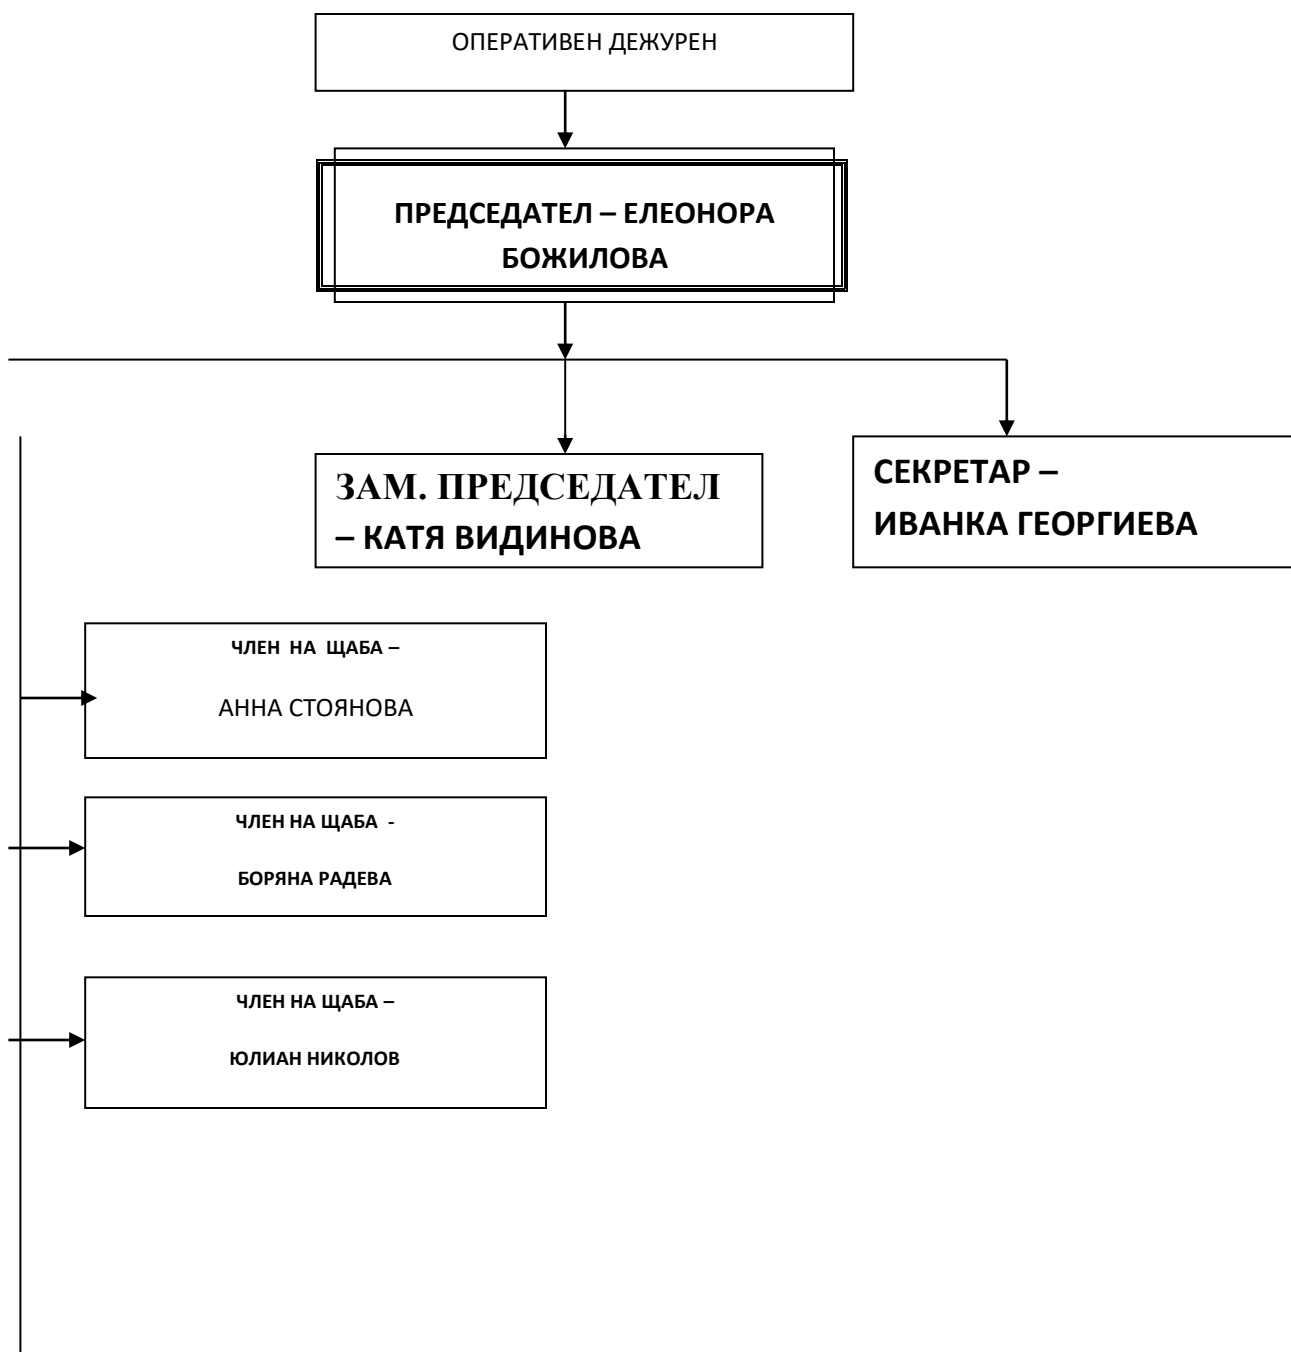 ОПЕРАТИВЕН ДЕЖУРЕН
ПРЕДСЕДАТЕЛ – ЕЛЕОНОРА
БОЖИЛОВА
ЗАМ. ПРЕДСЕДАТЕЛ
– КАТЯ ВИДИНОВА
СЕКРЕТАР –
ИВАНКА ГЕОРГИЕВА
ЧЛЕН НА ЩАБА –
АННА СТОЯНОВА
ЧЛЕН НА ЩАБА -
БОРЯНА РАДЕВА
ЧЛЕН НА ЩАБА –
ЮЛИАН НИКОЛОВ